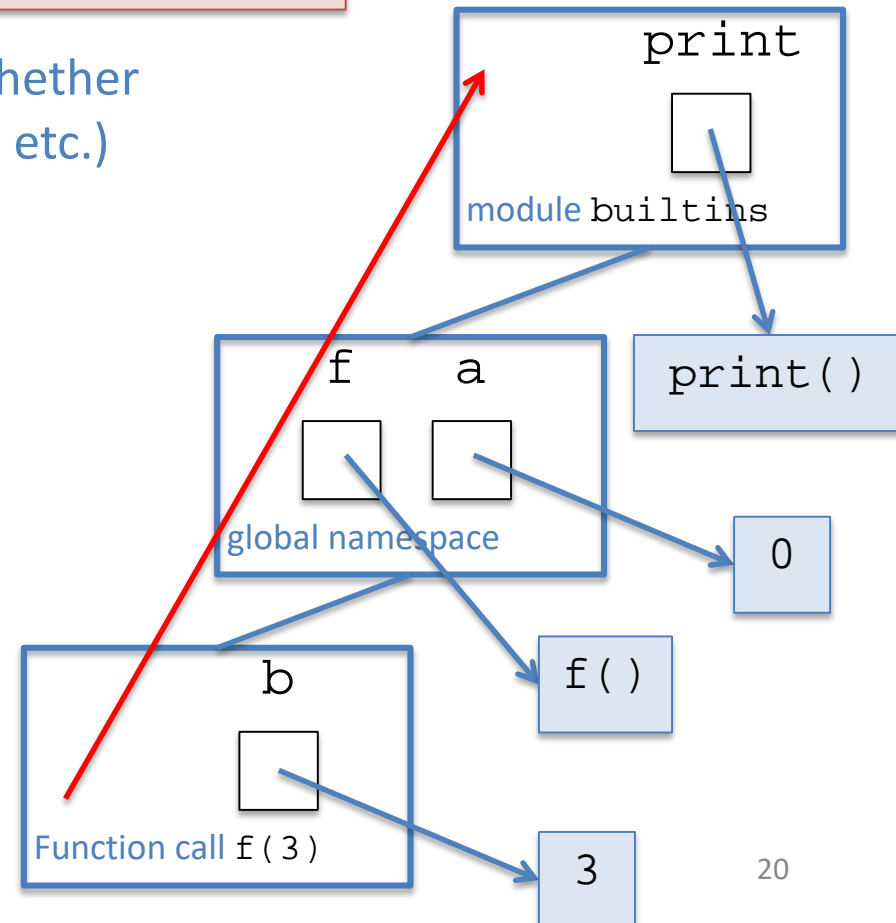 hether
etc.)
print
module builtins
print()
f a
global namespace
0
f()
b
Function call f(3)
3
20